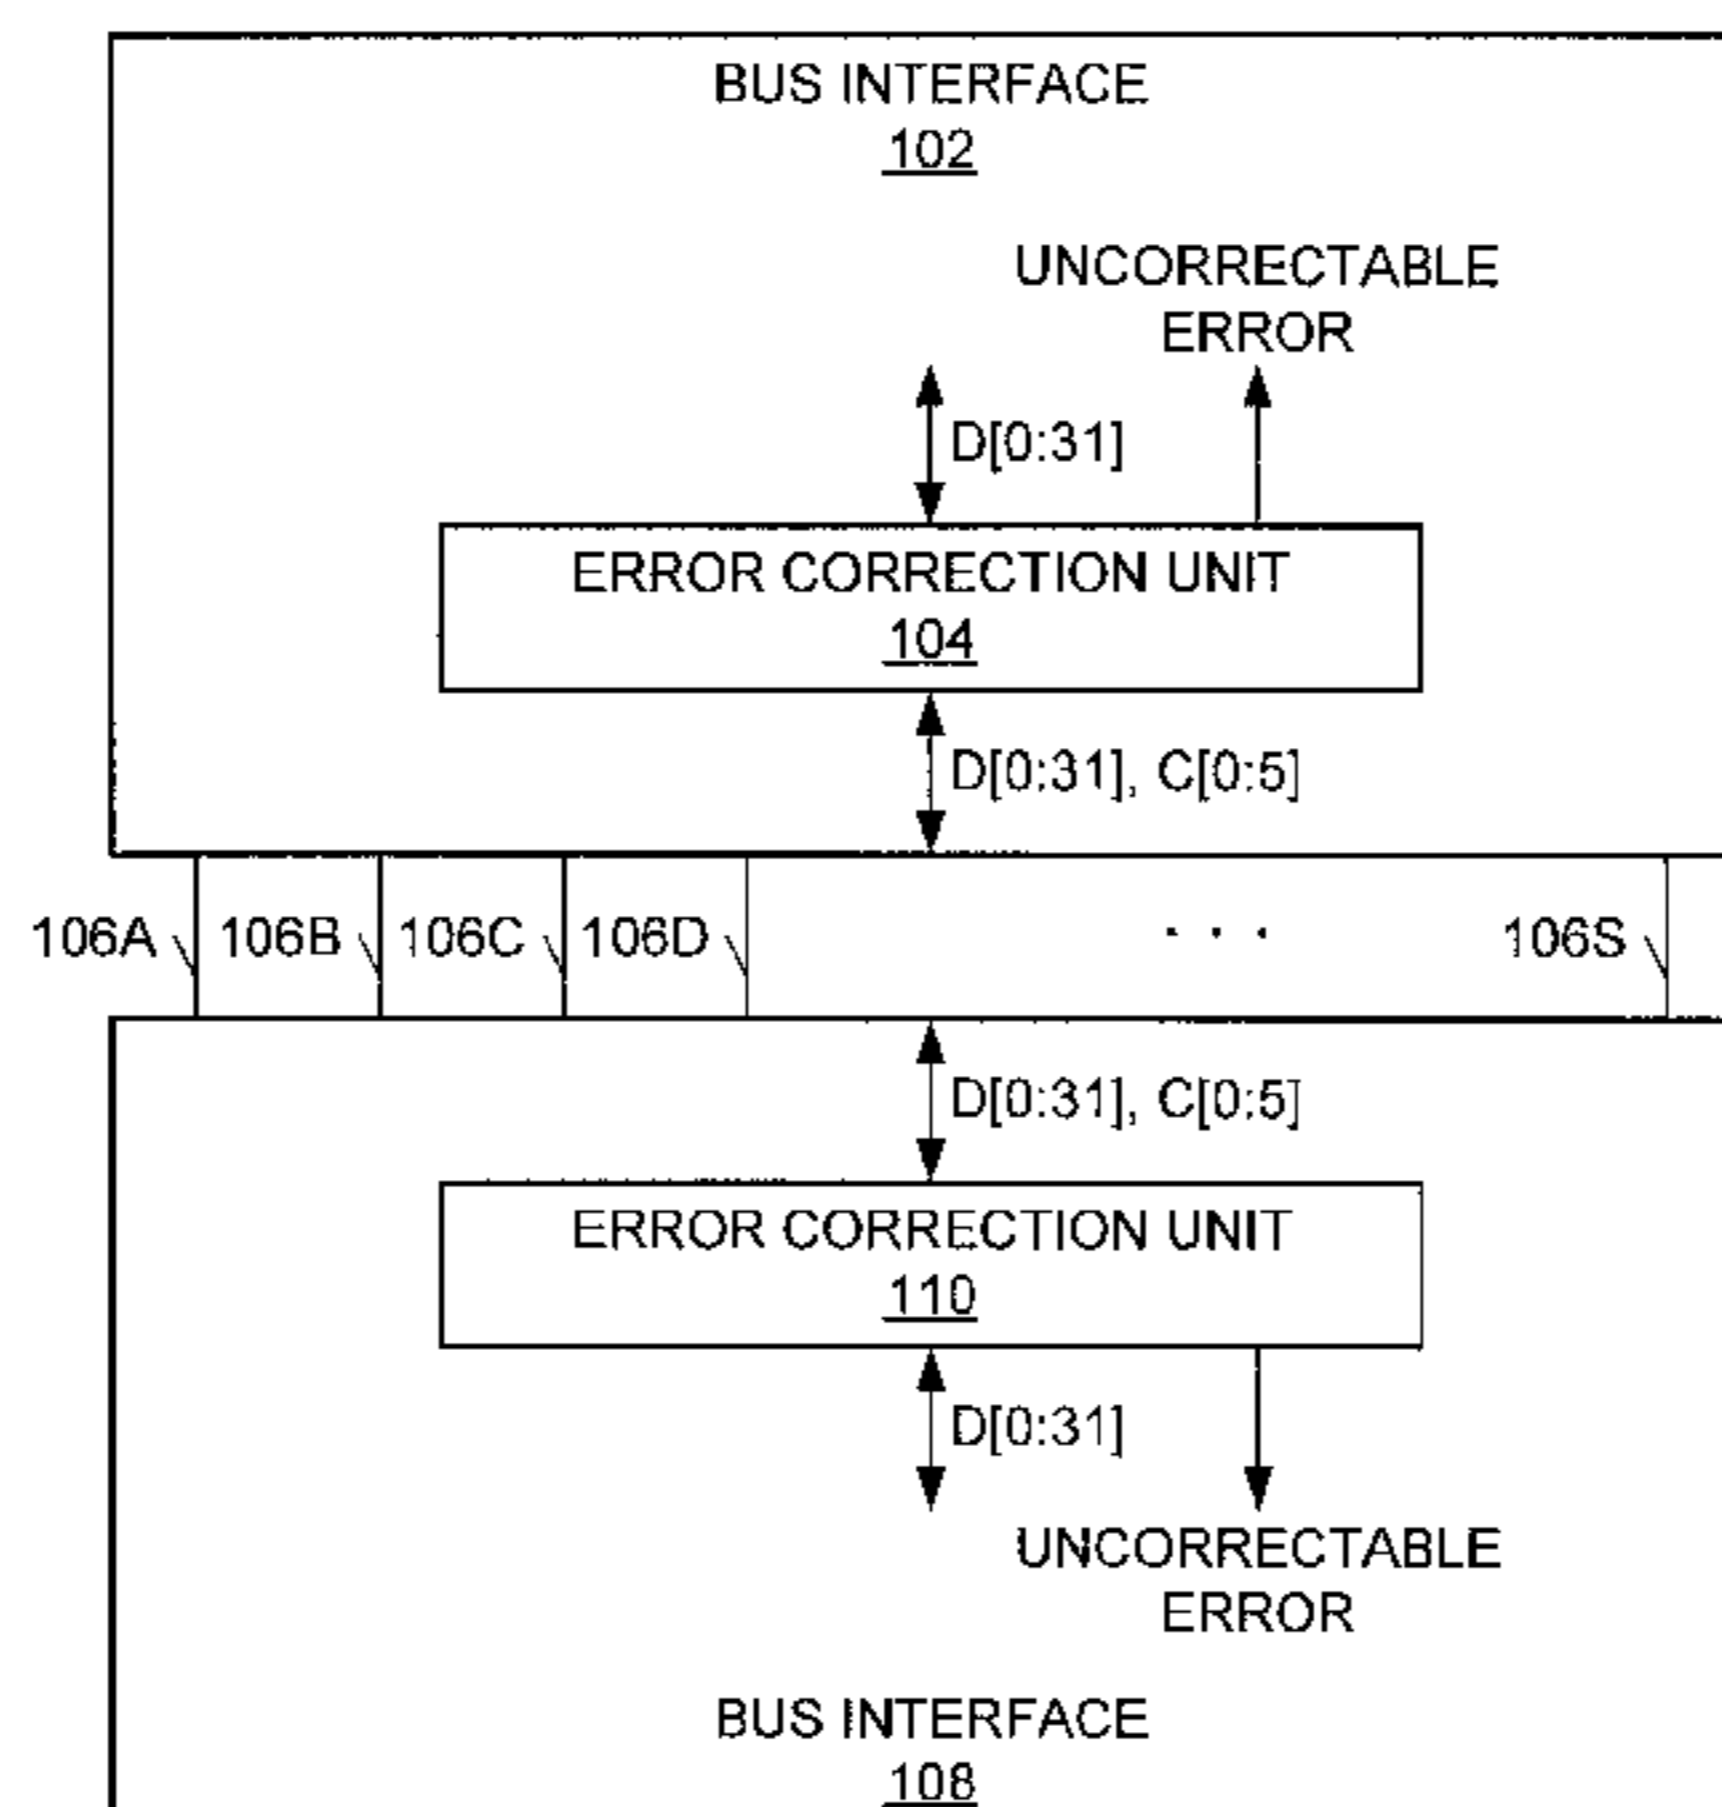 BUS INTERFACE
102
UNCORRECTABLE
ERROR
D[0:31]
ERROR CORRECTION UNIT
104
D[0:31], C[0:5]
106A 106B 106C 106D . . . 106S
D[0:31], C[0:5]
ERROR CORRECTION UNIT
110
D[0:31]
UNCORRECTABLE
ERROR
BUS INTERFACE
108